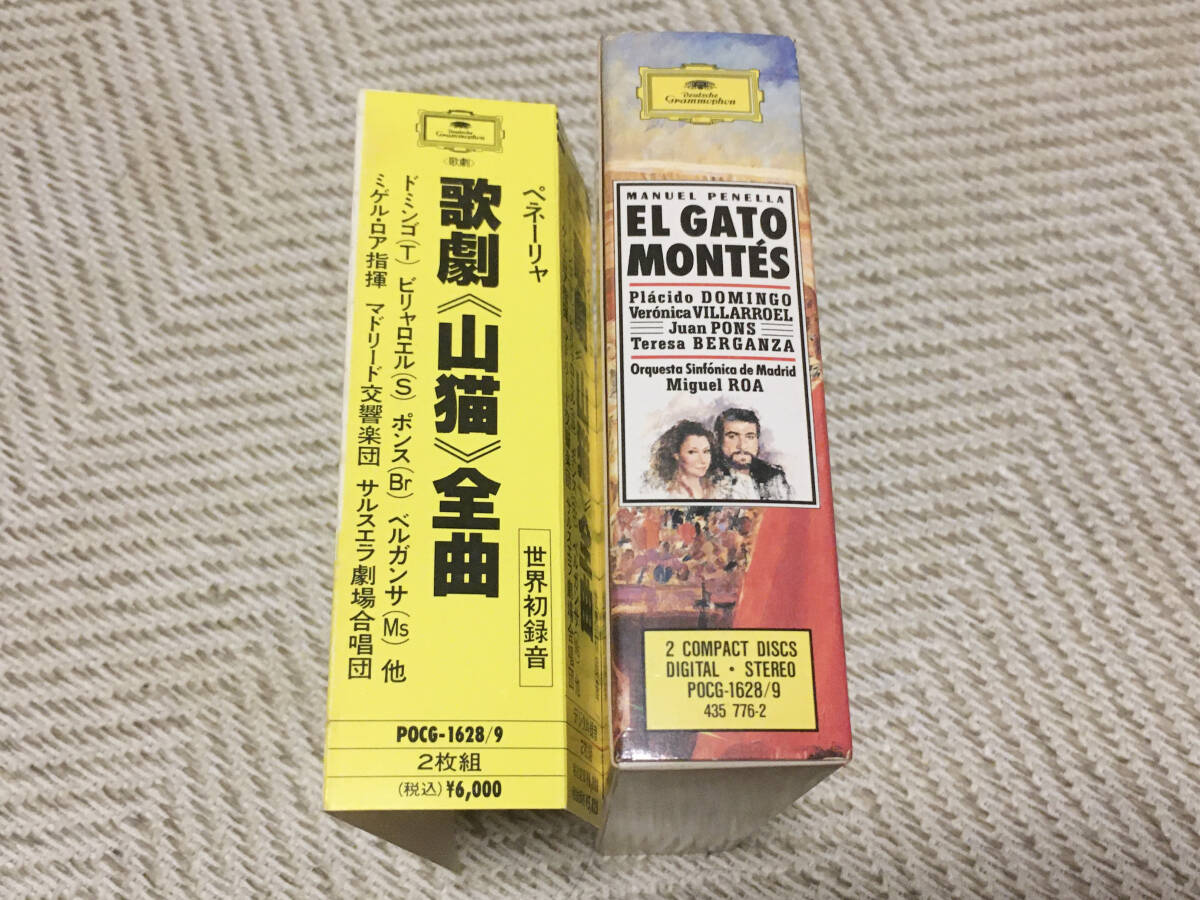 Deutsche
Grammophon
〈歌劇〉
ペネーリャ
歌劇《山猫》全曲
世界初録音
ドミンゴ(T) ビリャロエル(S) ポンス(Br) ベルガンサ(Ms) 他
ミゲル・ロア指揮 マドリード交響楽団 サルスエラ劇場合唱団
POCG-1628/9
2枚組
(税込)¥6,000
Deutsche
Grammophon
MANUEL PENELLA
EL GATO
MONTÉS
Plácido DOMINGO
Verónica VILLARROEL
Juan PONS
Teresa BERGANZA
Orquesta Sinfónica de Madrid
Miguel ROA
2 COMPACT DISCS
DIGITAL · STEREO
POCG-1628/9
435 776-2